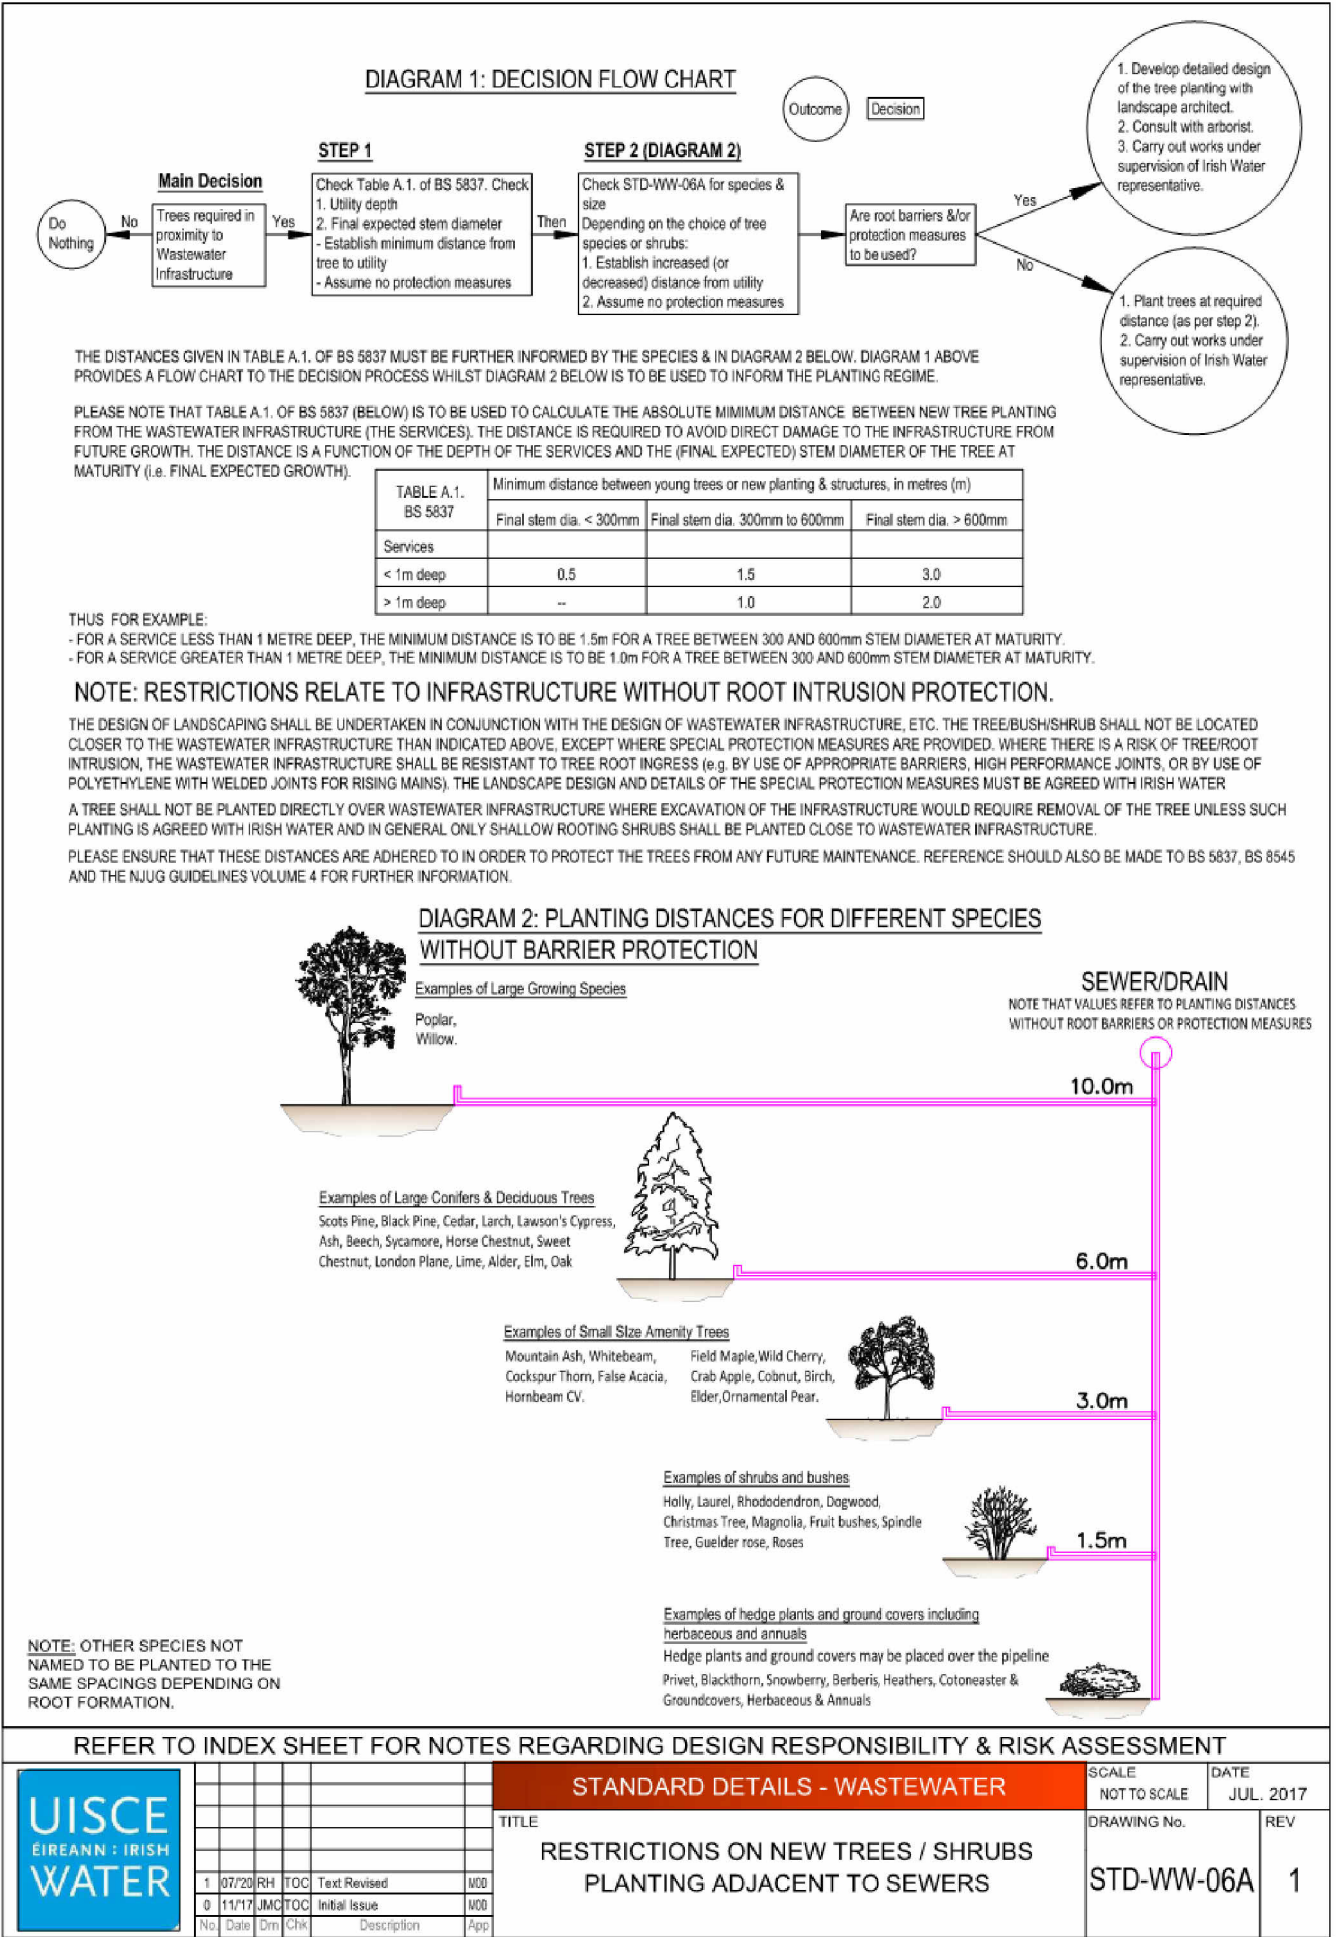 DIAGRAM 1: DECISION FLOW CHART
Outcome
Decision
1. Develop detailed design
of the tree planting with
landscape architect.
2. Consult with arborist.
3. Carry out works under
supervision of Irish Water
representative.
STEP 1
STEP 2 (DIAGRAM 2)
Main Decision
Do
Nothing
No
Trees required in
proximity to
Wastewater
Infrastructure
Yes
Check Table A.1. of BS 5837. Check
1. Utility depth
2. Final expected stem diameter
- Establish minimum distance from
tree to utility
- Assume no protection measures
Then
Check STD-WW-06A for species &
size
Depending on the choice of tree
species or shrubs:
1. Establish increased (or
decreased) distance from utility
2. Assume no protection measures
Are root barriers &/or
protection measures
to be used?
Yes
No
1. Plant trees at required
distance (as per step 2).
2. Carry out works under
supervision of Irish Water
representative.
THE DISTANCES GIVEN IN TABLE A.1. OF BS 5837 MUST BE FURTHER INFORMED BY THE SPECIES & IN DIAGRAM 2 BELOW. DIAGRAM 1 ABOVE
PROVIDES A FLOW CHART TO THE DECISION PROCESS WHILST DIAGRAM 2 BELOW IS TO BE USED TO INFORM THE PLANTING REGIME.
PLEASE NOTE THAT TABLE A.1. OF BS 5837 (BELOW) IS TO BE USED TO CALCULATE THE ABSOLUTE MIMIMUM DISTANCE BETWEEN NEW TREE PLANTING
FROM THE WASTEWATER INFRASTRUCTURE (THE SERVICES). THE DISTANCE IS REQUIRED TO AVOID DIRECT DAMAGE TO THE INFRASTRUCTURE FROM
FUTURE GROWTH. THE DISTANCE IS A FUNCTION OF THE DEPTH OF THE SERVICES AND THE (FINAL EXPECTED) STEM DIAMETER OF THE TREE AT
MATURITY (i.e. FINAL EXPECTED GROWTH).
TABLE A.1.
BS 5837
Minimum distance between young trees or new planting & structures, in metres (m)
Final stem dia. < 300mm Final stem dia. 300mm to 600mm Final stem dia. > 600mm
Services
< 1m deep 0.5 1.5 3.0
> 1m deep -- 1.0 2.0
THUS FOR EXAMPLE:
- FOR A SERVICE LESS THAN 1 METRE DEEP, THE MINIMUM DISTANCE IS TO BE 1.5m FOR A TREE BETWEEN 300 AND 600mm STEM DIAMETER AT MATURITY.
- FOR A SERVICE GREATER THAN 1 METRE DEEP, THE MINIMUM DISTANCE IS TO BE 1.0m FOR A TREE BETWEEN 300 AND 600mm STEM DIAMETER AT MATURITY.
NOTE: RESTRICTIONS RELATE TO INFRASTRUCTURE WITHOUT ROOT INTRUSION PROTECTION.
THE DESIGN OF LANDSCAPING SHALL BE UNDERTAKEN IN CONJUNCTION WITH THE DESIGN OF WASTEWATER INFRASTRUCTURE, ETC. THE TREE/BUSH/SHRUB SHALL NOT BE LOCATED
CLOSER TO THE WASTEWATER INFRASTRUCTURE THAN INDICATED ABOVE, EXCEPT WHERE SPECIAL PROTECTION MEASURES ARE PROVIDED. WHERE THERE IS A RISK OF TREE/ROOT
INTRUSION, THE WASTEWATER INFRASTRUCTURE SHALL BE RESISTANT TO TREE ROOT INGRESS (e.g. BY USE OF APPROPRIATE BARRIERS, HIGH PERFORMANCE JOINTS, OR BY USE OF
POLYETHYLENE WITH WELDED JOINTS FOR RISING MAINS). THE LANDSCAPE DESIGN AND DETAILS OF THE SPECIAL PROTECTION MEASURES MUST BE AGREED WITH IRISH WATER
A TREE SHALL NOT BE PLANTED DIRECTLY OVER WASTEWATER INFRASTRUCTURE WHERE EXCAVATION OF THE INFRASTRUCTURE WOULD REQUIRE REMOVAL OF THE TREE UNLESS SUCH
PLANTING IS AGREED WITH IRISH WATER AND IN GENERAL ONLY SHALLOW ROOTING SHRUBS SHALL BE PLANTED CLOSE TO WASTEWATER INFRASTRUCTURE.
PLEASE ENSURE THAT THESE DISTANCES ARE ADHERED TO IN ORDER TO PROTECT THE TREES FROM ANY FUTURE MAINTENANCE. REFERENCE SHOULD ALSO BE MADE TO BS 5837, BS 8545
AND THE NJUG GUIDELINES VOLUME 4 FOR FURTHER INFORMATION.
DIAGRAM 2: PLANTING DISTANCES FOR DIFFERENT SPECIES
WITHOUT BARRIER PROTECTION
Examples of Large Growing Species
Poplar,
Willow.
SEWER/DRAIN
NOTE THAT VALUES REFER TO PLANTING DISTANCES
WITHOUT ROOT BARRIERS OR PROTECTION MEASURES
10.0m
Examples of Large Conifers & Deciduous Trees
Scots Pine, Black Pine, Cedar, Larch, Lawson's Cypress,
Ash, Beech, Sycamore, Horse Chestnut, Sweet
Chestnut, London Plane, Lime, Alder, Elm, Oak
6.0m
Examples of Small Size Amenity Trees
Mountain Ash, Whitebeam,
Cockspur Thorn, False Acacia,
Hornbeam CV.
Field Maple, Wild Cherry,
Crab Apple, Cobnut, Birch,
Elder, Ornamental Pear.
3.0m
Examples of shrubs and bushes
Holly, Laurel, Rhododendron, Dogwood,
Christmas Tree, Magnolia, Fruit bushes, Spindle
Tree, Guelder rose, Roses
1.5m
Examples of hedge plants and ground covers including
herbaceous and annuals
Hedge plants and ground covers may be placed over the pipeline
Privet, Blackthorn, Snowberry, Berberis, Heathers, Cotoneaster &
Groundcovers, Herbaceous & Annuals
NOTE: OTHER SPECIES NOT
NAMED TO BE PLANTED TO THE
SAME SPACINGS DEPENDING ON
ROOT FORMATION.
REFER TO INDEX SHEET FOR NOTES REGARDING DESIGN RESPONSIBILITY & RISK ASSESSMENT
UISCE
ÉIREANN : IRISH
WATER
1 07/'20 RH TOC Text Revised MOD
0 11/'17 JMC TOC Initial Issue MOD
No. Date Drn Chk Description App
STANDARD DETAILS - WASTEWATER
TITLE
RESTRICTIONS ON NEW TREES / SHRUBS
PLANTING ADJACENT TO SEWERS
SCALE
NOT TO SCALE
DATE
JUL. 2017
DRAWING No.
STD-WW-06A
REV
1